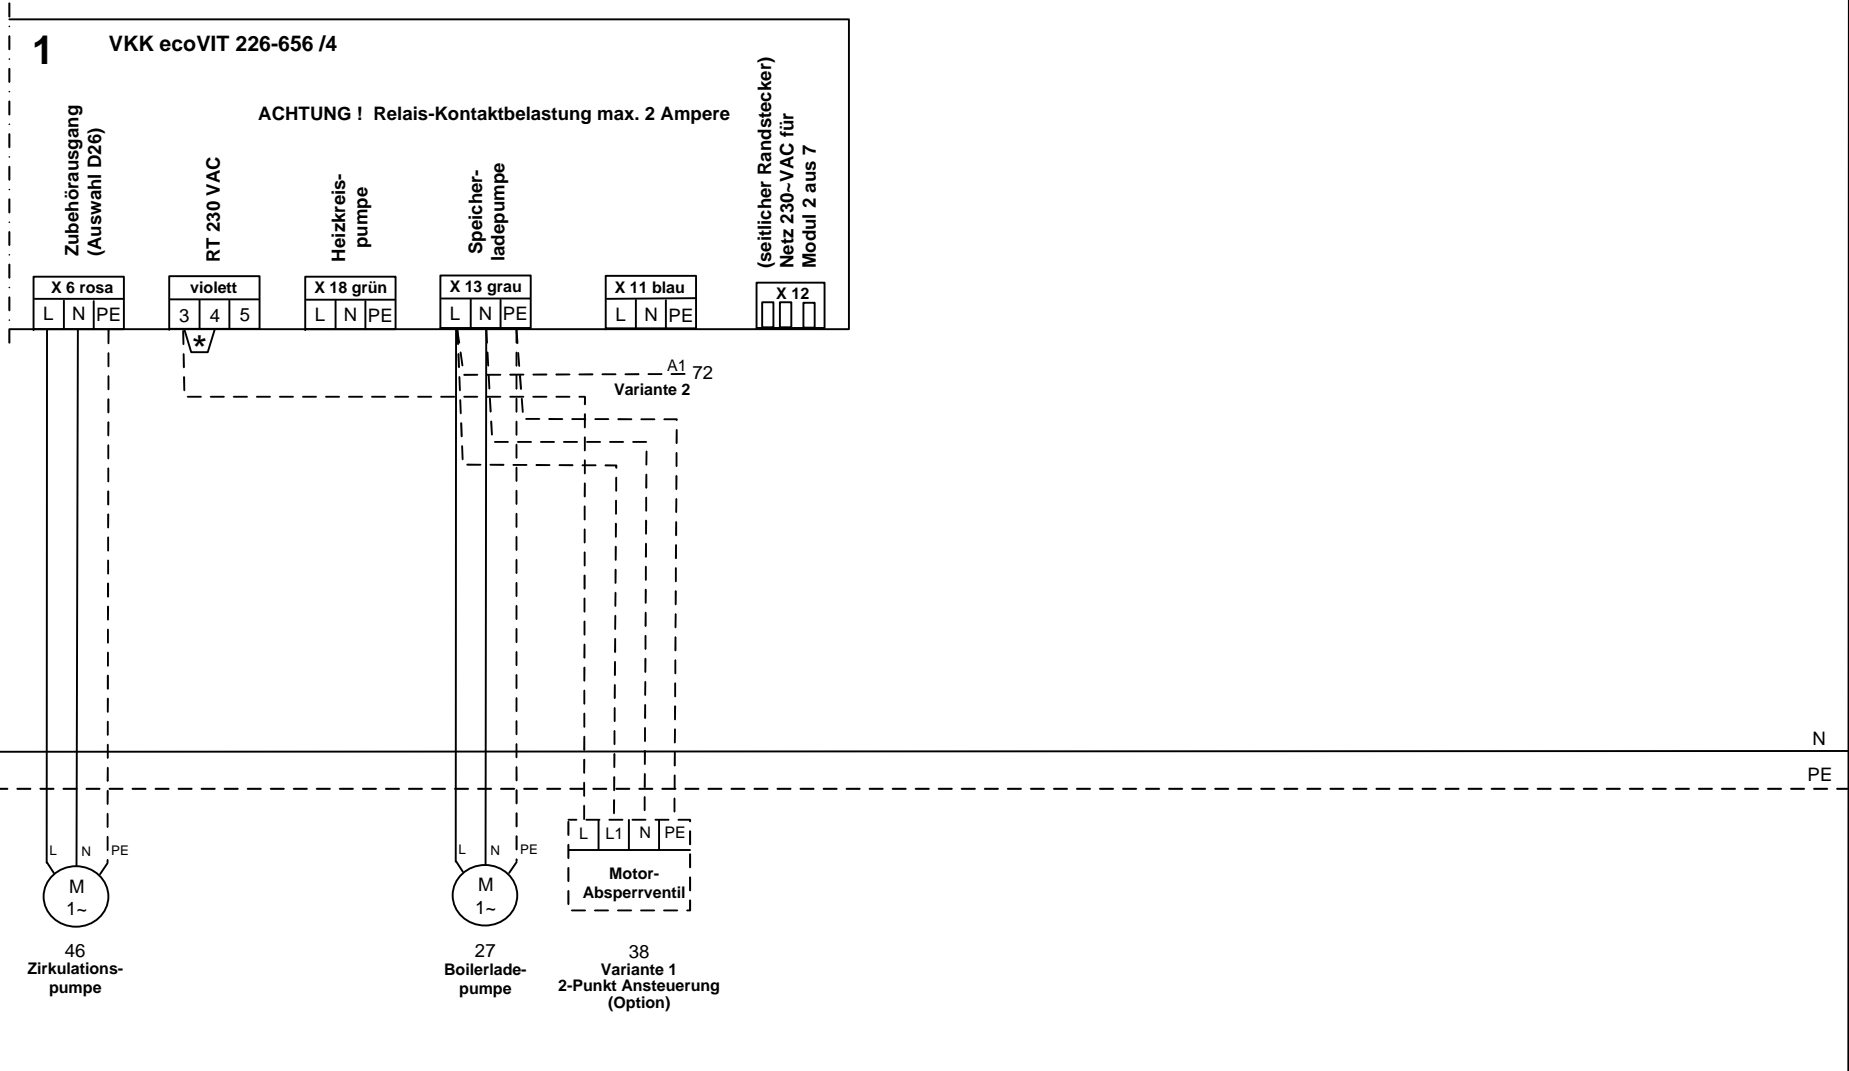 1 VKK ecoVIT 226-656 /4
ACHTUNG ! Relais-Kontaktbelastung max. 2 Ampere
Zubehörausgang
(Auswahl D26)
RT 230 VAC
Heizkreis-
pumpe
Speicher-
ladepumpe
(seitlicher Randstecker)
Netz 230~VAC für
Modul 2 aus 7
X 6 rosa
L N PE
violett
3 4 5
*
X 18 grün
L N PE
X 13 grau
L N PE
X 11 blau
L N PE
X 12
A1 72
Variante 2
N
PE
L N PE
M
1~
46
Zirkulations-
pumpe
L N PE
M
1~
27
Boilerlade-
pumpe
L L1 N PE
Motor-
Absperrventil
38
Variante 1
2-Punkt Ansteuerung
(Option)